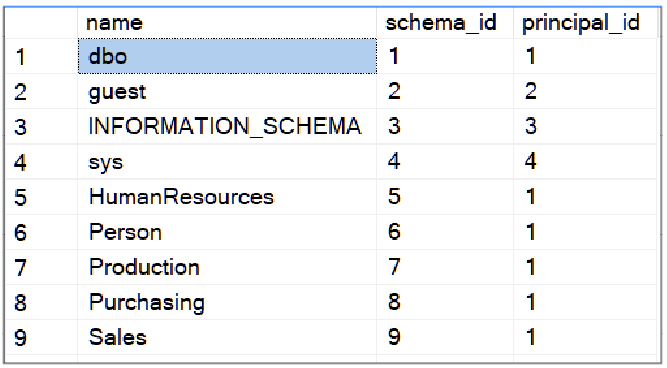 name schema_id principal_id
1 dbo 1 1
2 guest 2 2
3 INFORMATION_SCHEMA 3 3
4 sys 4 4
5 HumanResources 5 1
6 Person 6 1
7 Production 7 1
8 Purchasing 8 1
9 Sales 9 1